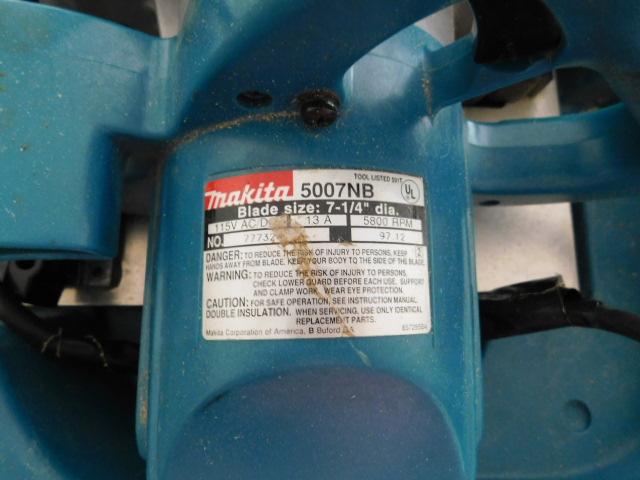 TOOL LISTED 391T
Makita 5007NB UL
Blade size: 7-1/4" dia.
115V AC/DC 13 A 5800 RPM
NO. 97.12
DANGER: TO REDUCE THE RISK OF INJURY TO PERSONS, KEEP
HANDS AWAY FROM BLADE. KEEP YOUR BODY TO THE SIDE OF THE BLADE.
WARNING: TO REDUCE THE RISK OF INJURY TO PERSONS,
CHECK LOWER GUARD BEFORE EACH USE. SUPPORT
AND CLAMP WORK. WEAR EYE PROTECTION.
CAUTION: FOR SAFE OPERATION, SEE INSTRUCTION MANUAL.
DOUBLE INSULATION. WHEN SERVICING, USE ONLY IDENTICAL
REPLACEMENT PARTS.
Makita Corporation of America, B Buford GA.